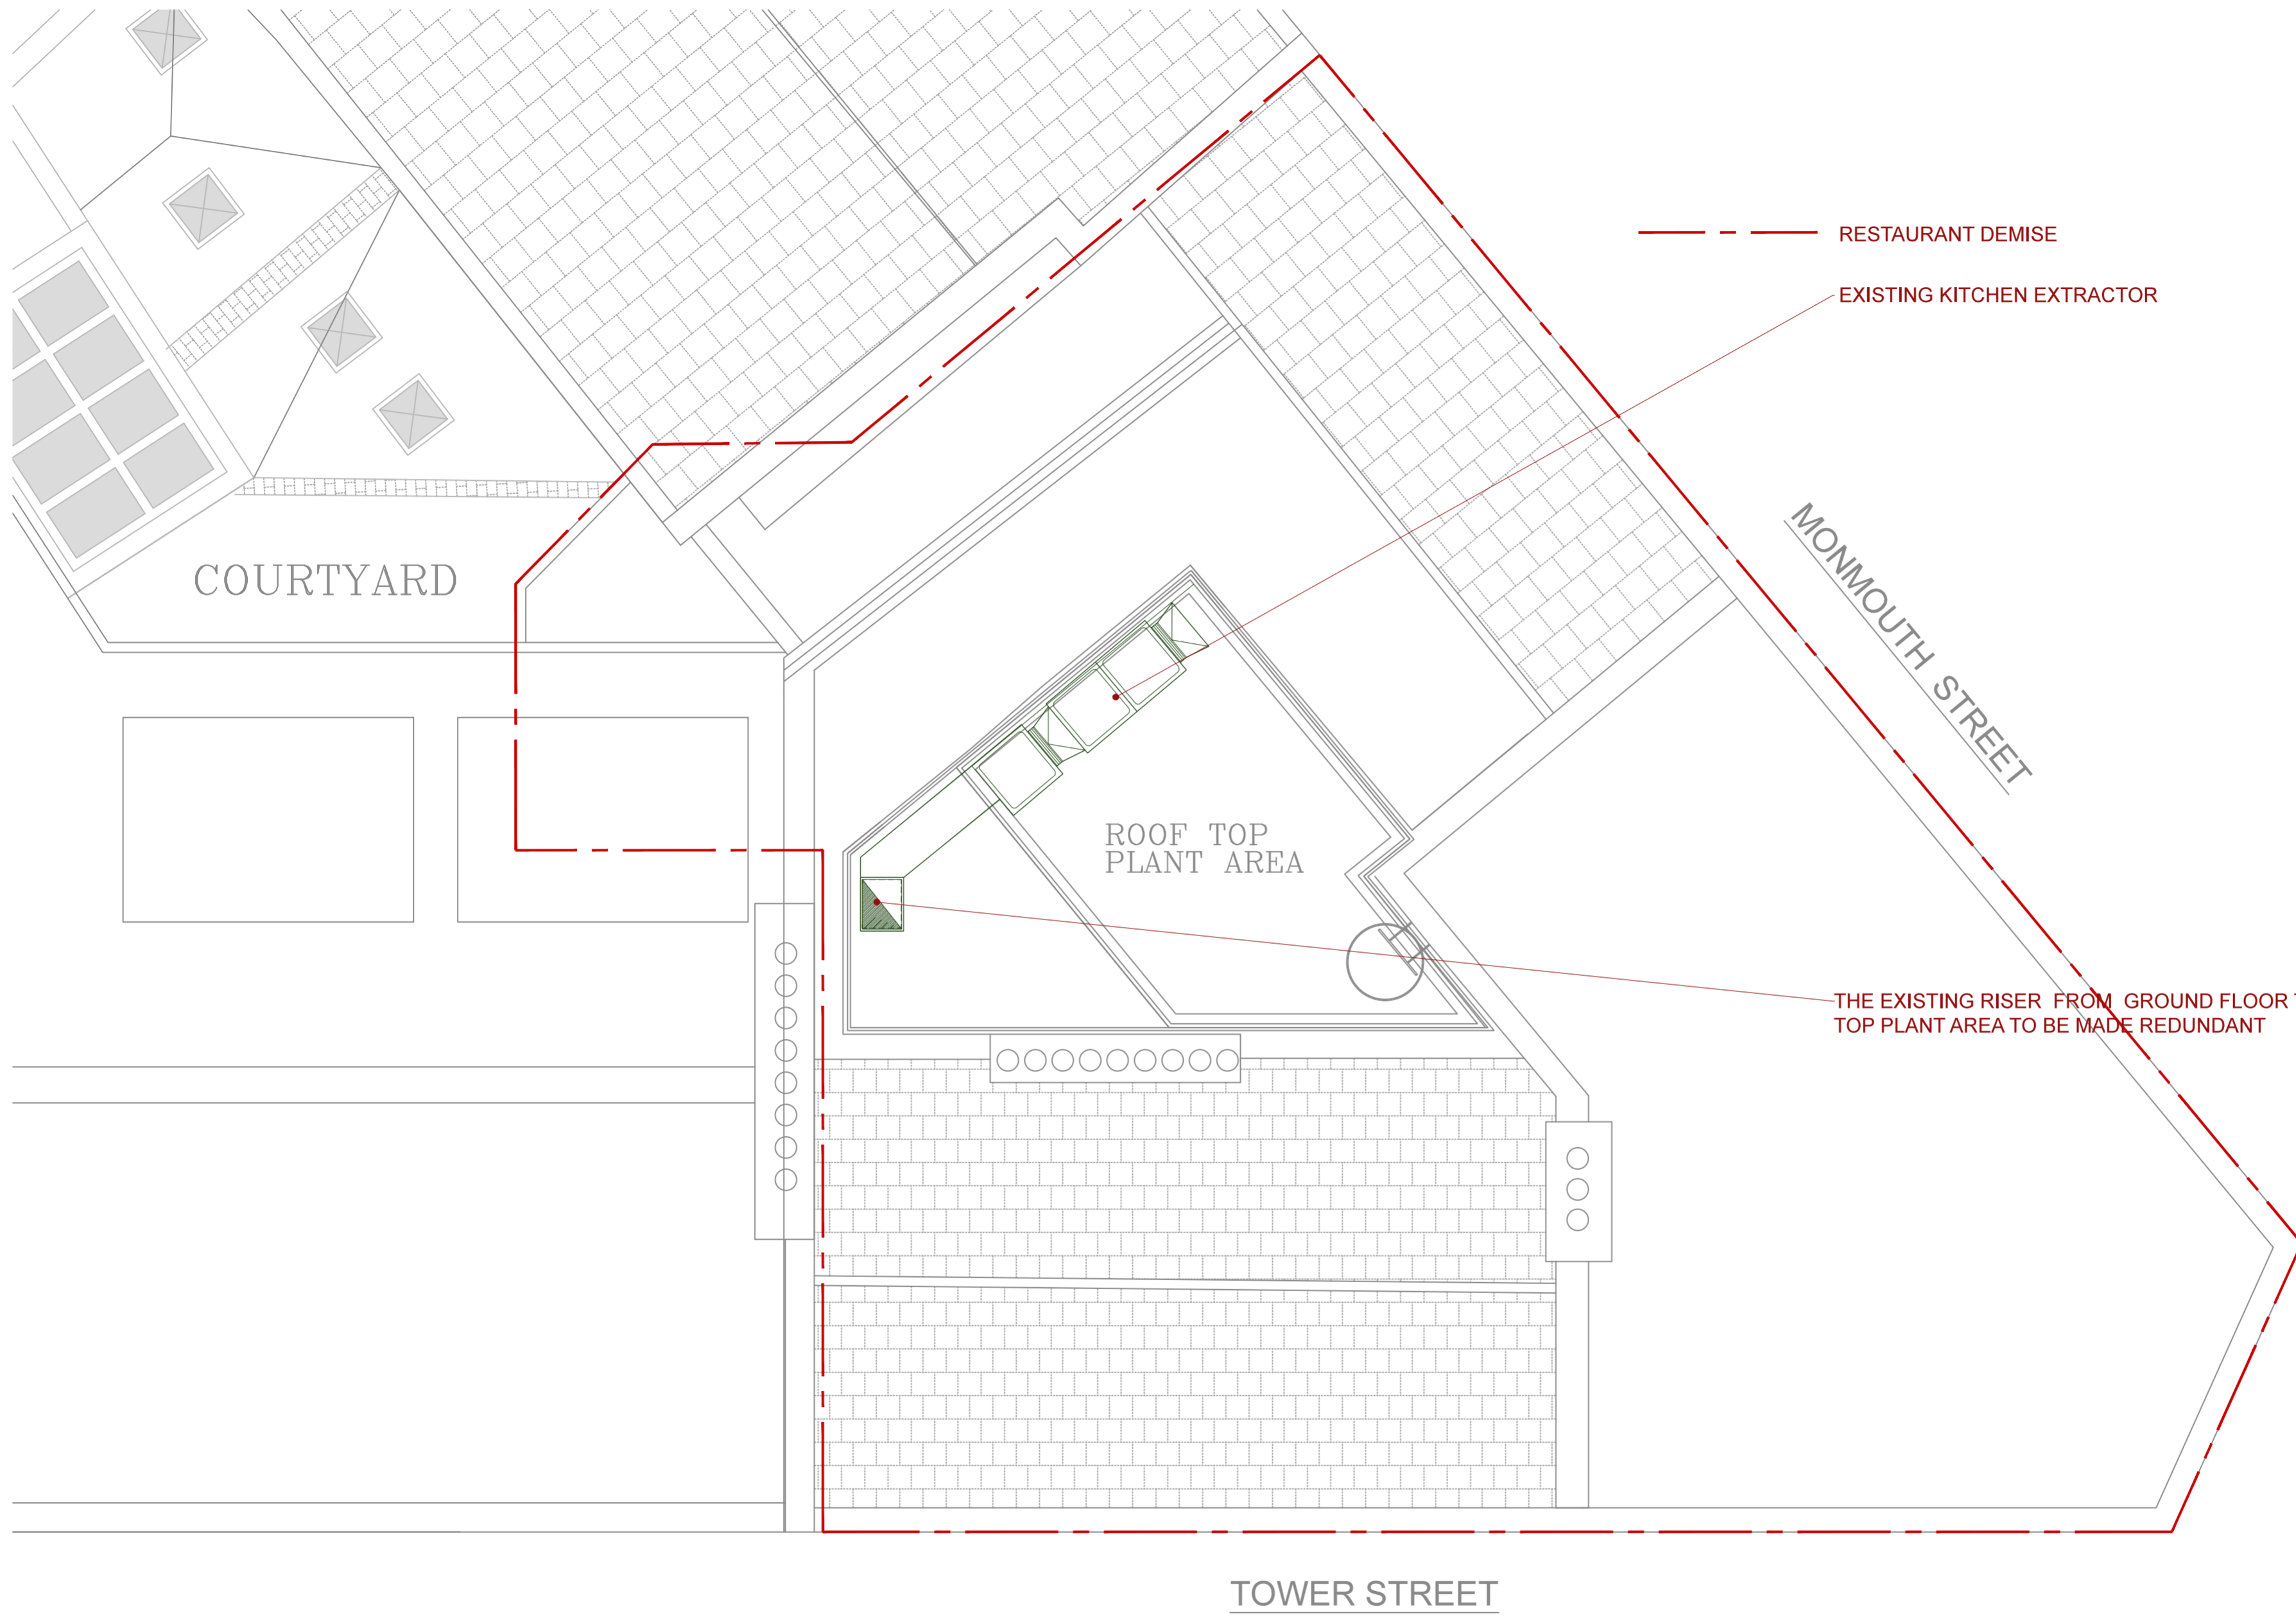 RESTAURANT DEMISE
EXISTING KITCHEN EXTRACTOR
MONMOUTH STREET
COURTYARD
ROOF TOP
PLANT AREA
THE EXISTING RISER FROM GROUND FLOOR
TOP PLANT AREA TO BE MADE REDUNDANT
TOWER STREET